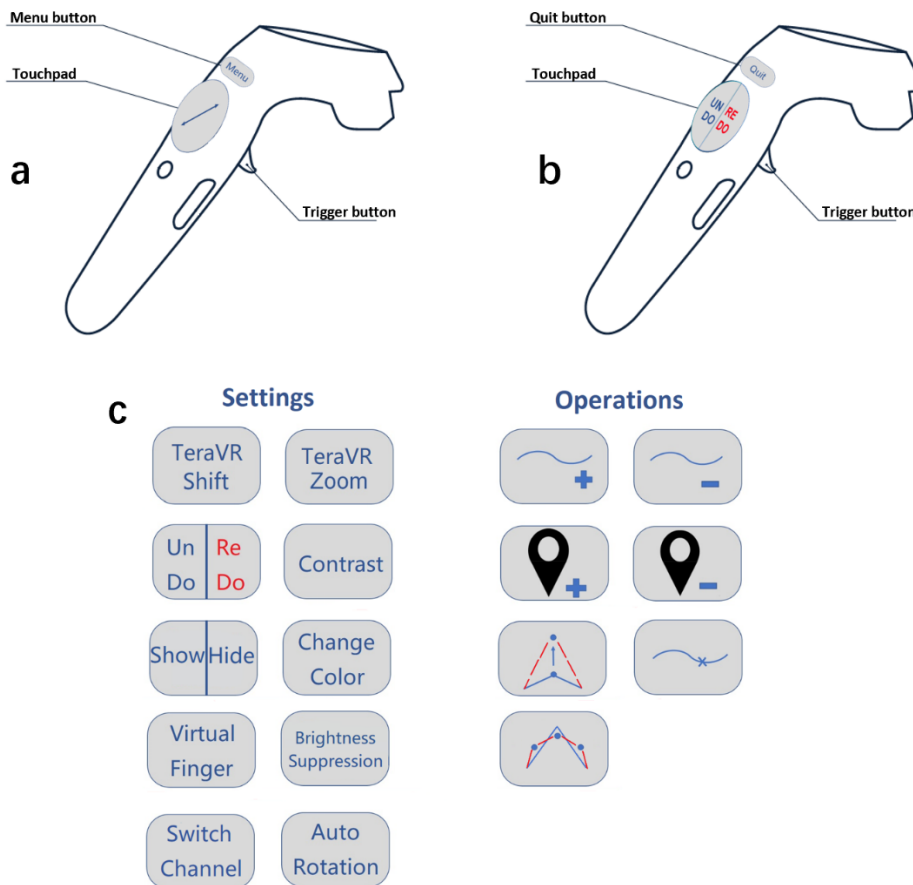 Menu button
Menu
Touchpad
a
Trigger button
Quit button
Quit
Touchpad
UN RE
DO DO
b
Trigger button
c
Settings
Operations
TeraVR
Shift
TeraVR
Zoom
Un Re
Do Do
Contrast
Show Hide
Change
Color
Virtual
Finger
Brightness
Suppression
Switch
Channel
Auto
Rotation